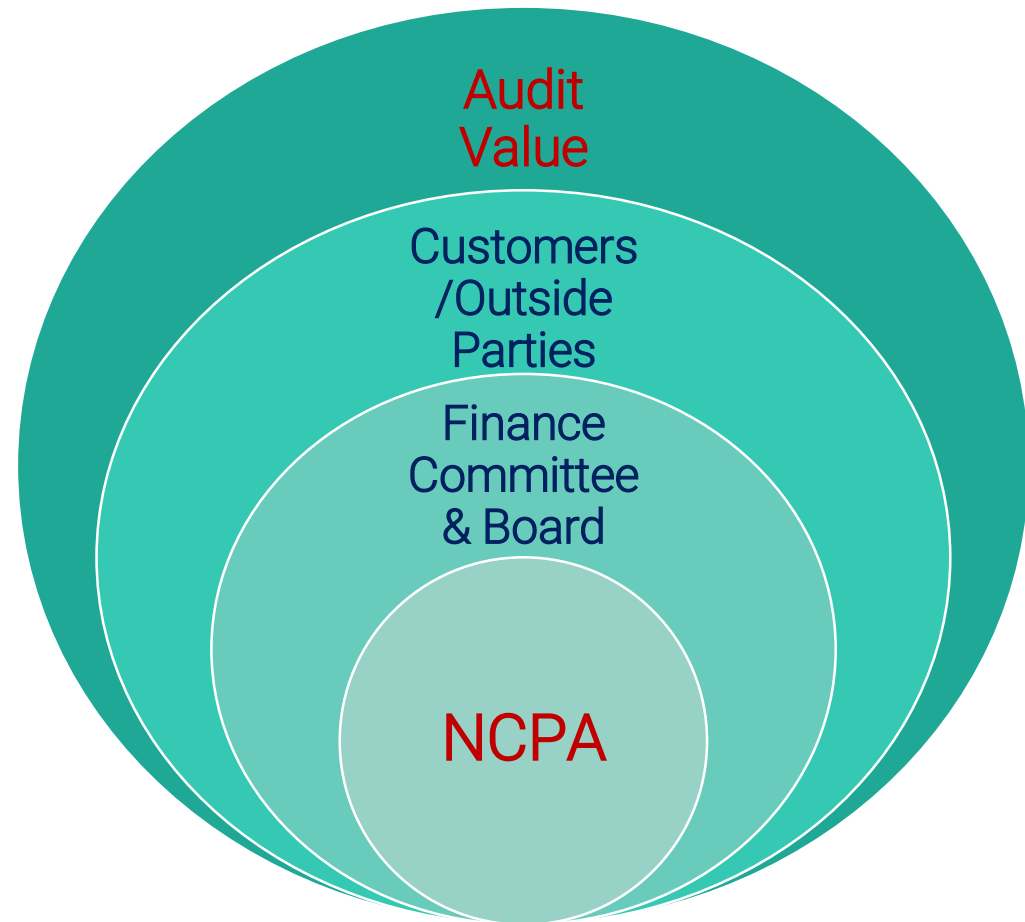 Audit
Value
Customers
/Outside
Parties
Finance
Committee
& Board
NCPA